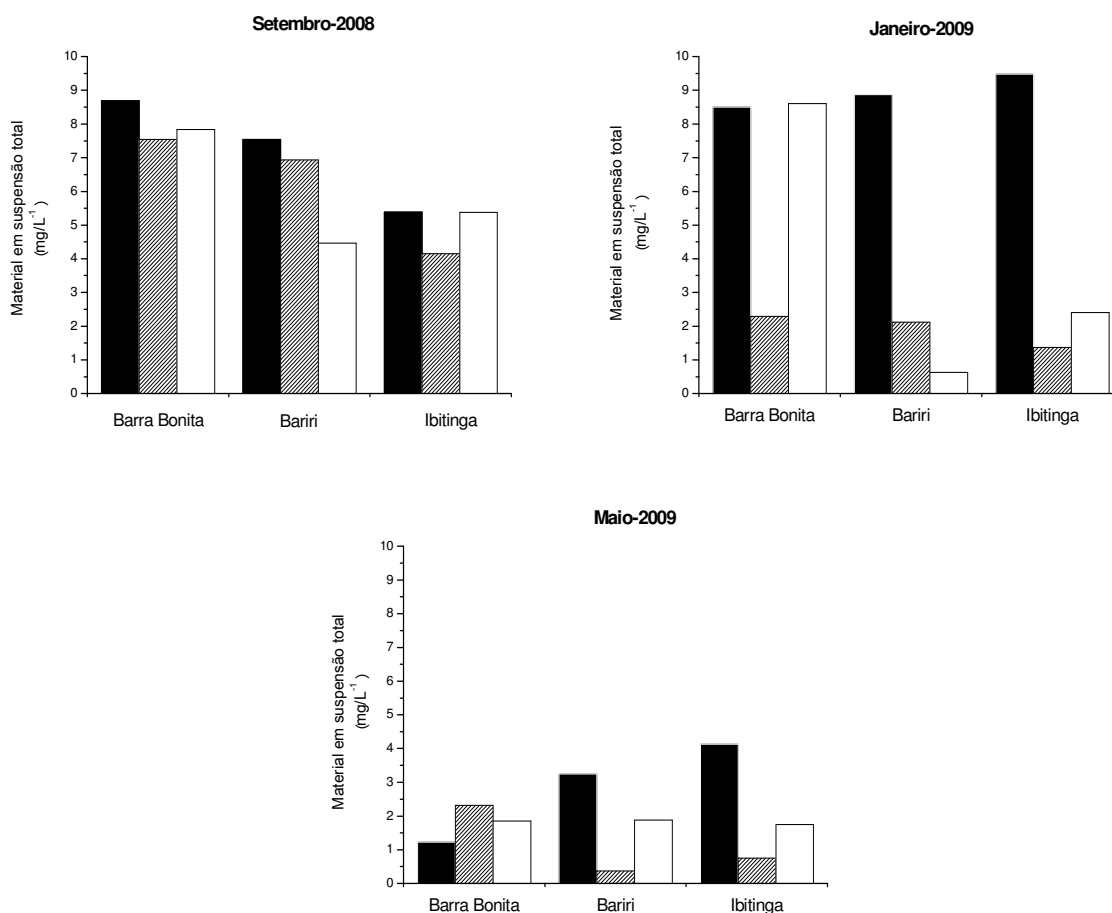 Setembro-2008
Material em suspensão total
(mg/L⁻¹)
10
9
8
7
6
5
4
3
2
1
0
Barra Bonita
Bariri
Ibitinga
Janeiro-2009
Material em suspensão total
(mg/L⁻¹)
10
9
8
7
6
5
4
3
2
1
0
Barra Bonita
Bariri
Ibitinga
Maio-2009
Material em suspensão total
(mg/L⁻¹)
10
9
8
7
6
5
4
3
2
1
0
Barra Bonita
Bariri
Ibitinga